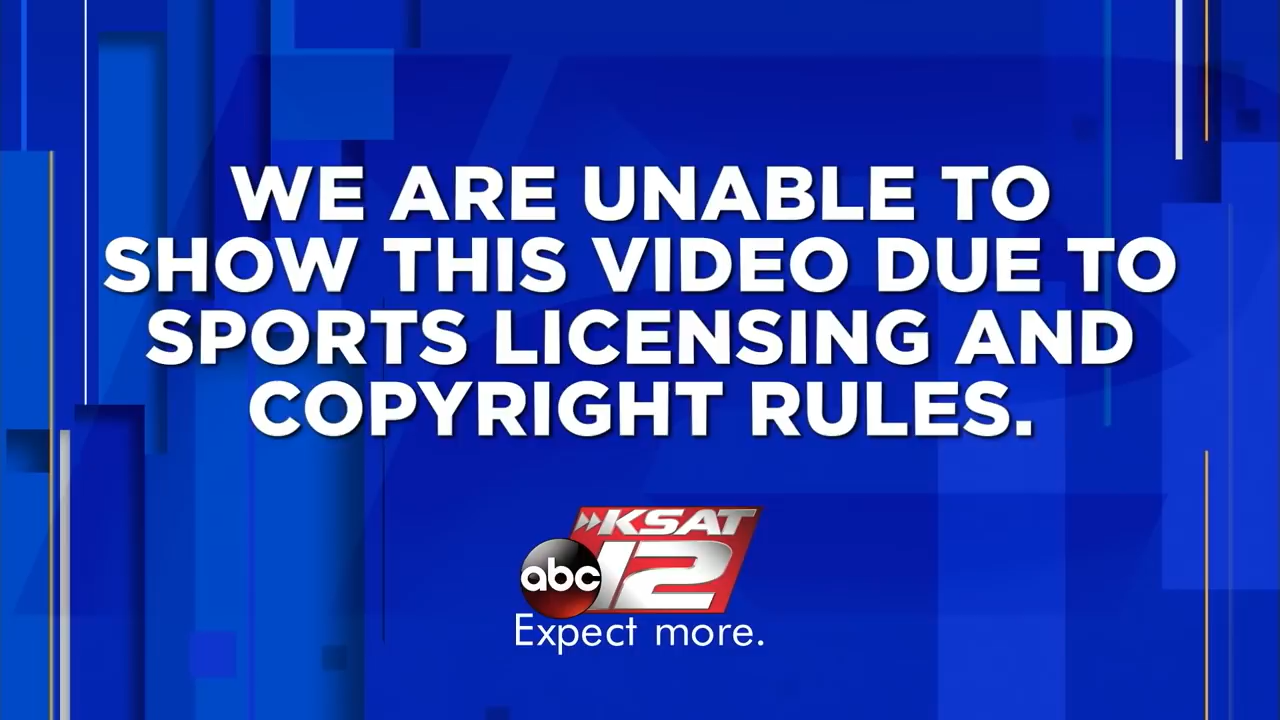 WE ARE UNABLE TO
SHOW THIS VIDEO DUE TO
SPORTS LICENSING AND
COPYRIGHT RULES.
KSAT
abc 12
Expect more.